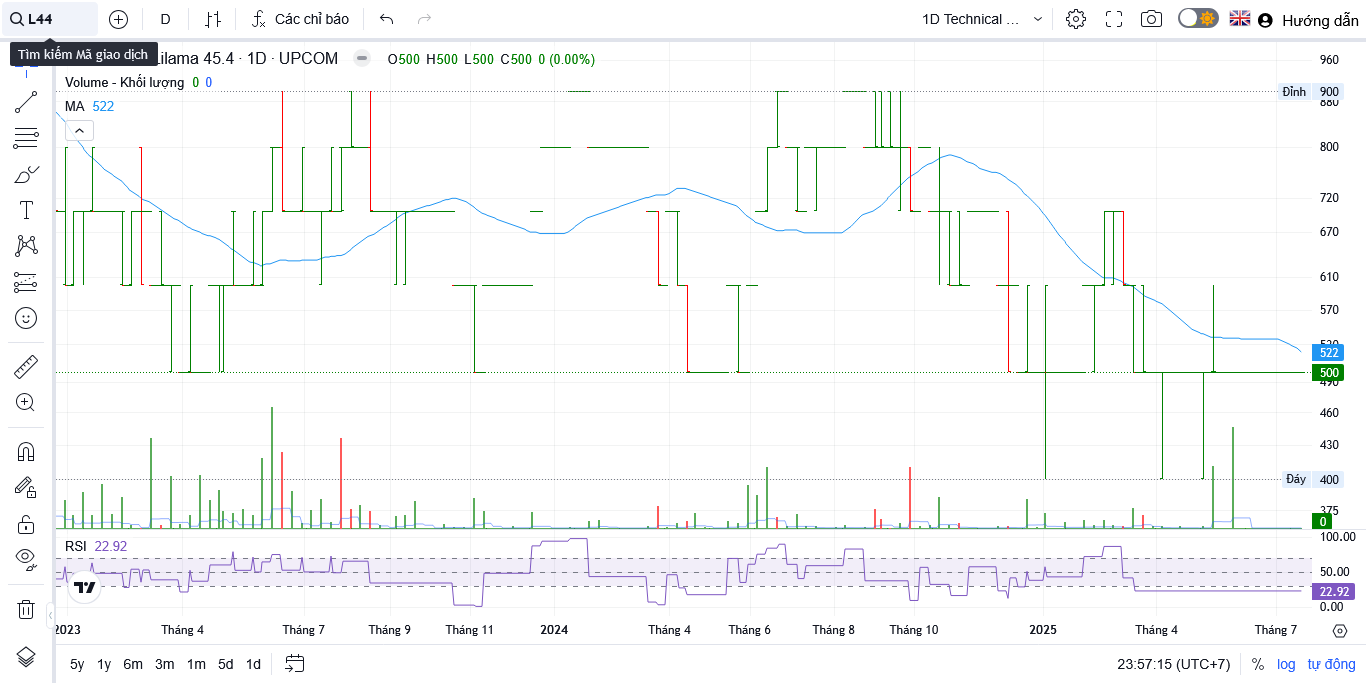 L44 D Các chỉ báo 1D Technical ... Hướng dẫn
Tìm kiếm Mã giao dịch
Lilama 45.4 · 1D · UPCOM O500 H500 L500 C500 0 (0.00%)
Volume - Khối lượng 0 0
MA 522
960
Đỉnh 900
880
800
720
670
610
570
530
522
500
490
460
430
Đáy 400
375
0
RSI 22.92
100.00
50.00
22.92
0.00
2023 Tháng 4 Tháng 7 Tháng 9 Tháng 11 2024 Tháng 4 Tháng 6 Tháng 8 Tháng 10 2025 Tháng 4 Tháng 7
5y 1y 6m 3m 1m 5d 1d 23:57:15 (UTC+7) % log tự động